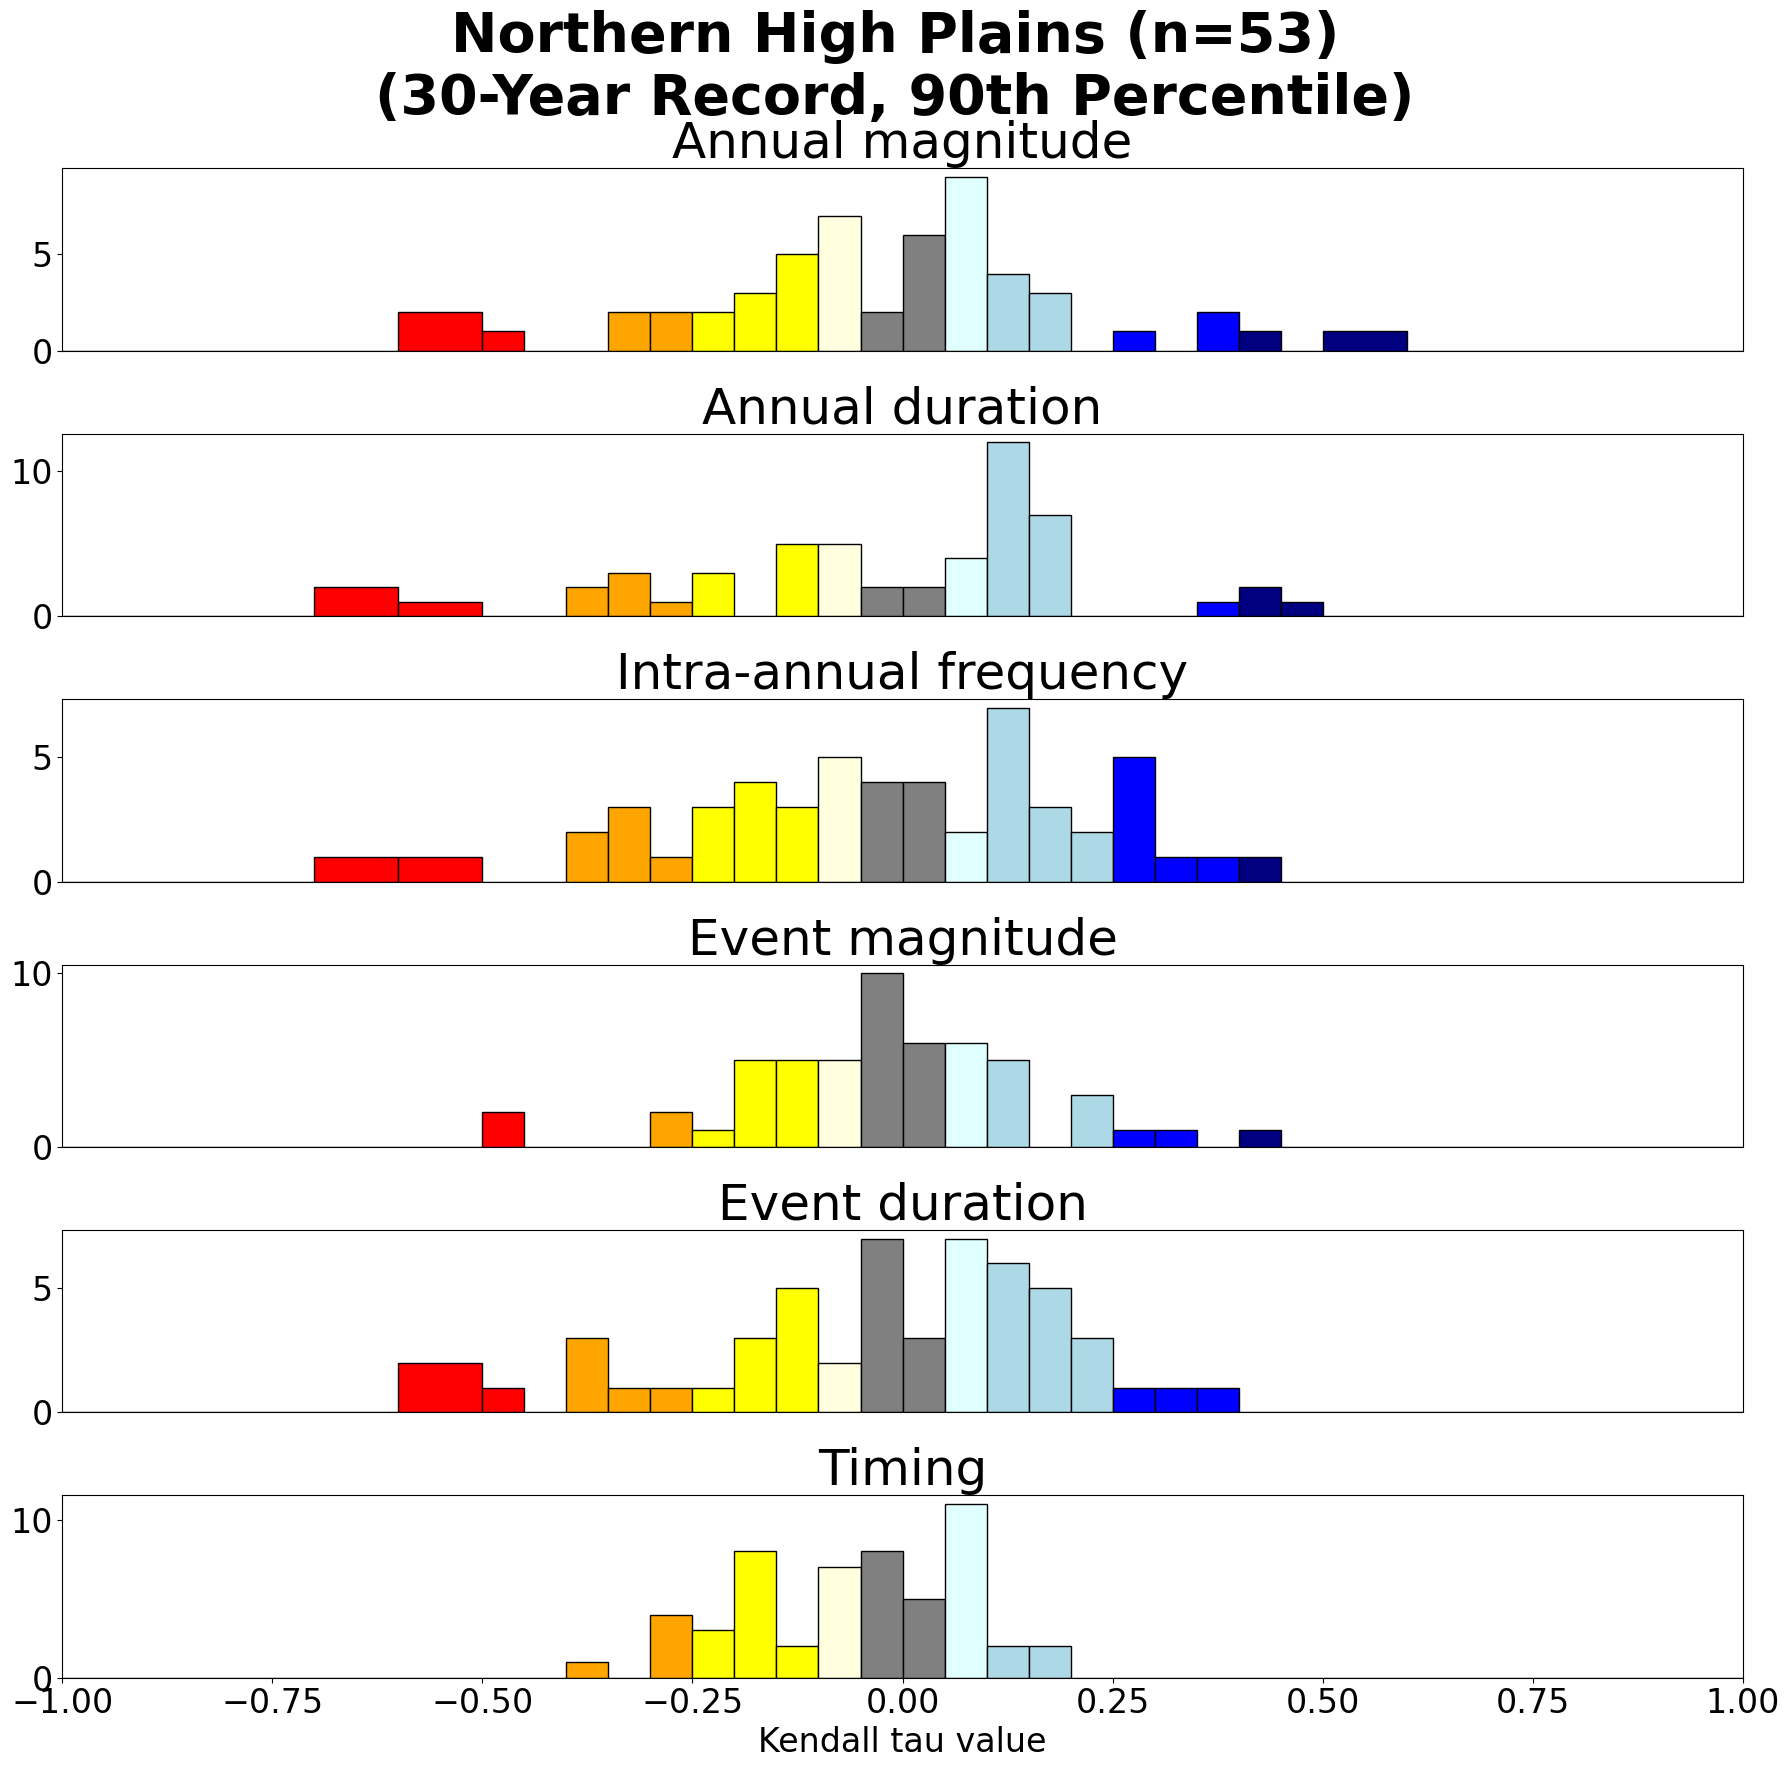 Northern High Plains (n=53)
(30-Year Record, 90th Percentile)
Annual magnitude
5
0
Annual duration
10
0
Intra-annual frequency
5
0
Event magnitude
10
0
Event duration
5
0
Timing
10
0
−1.00 −0.75 −0.50 −0.25 0.00 0.25 0.50 0.75 1.00
Kendall tau value